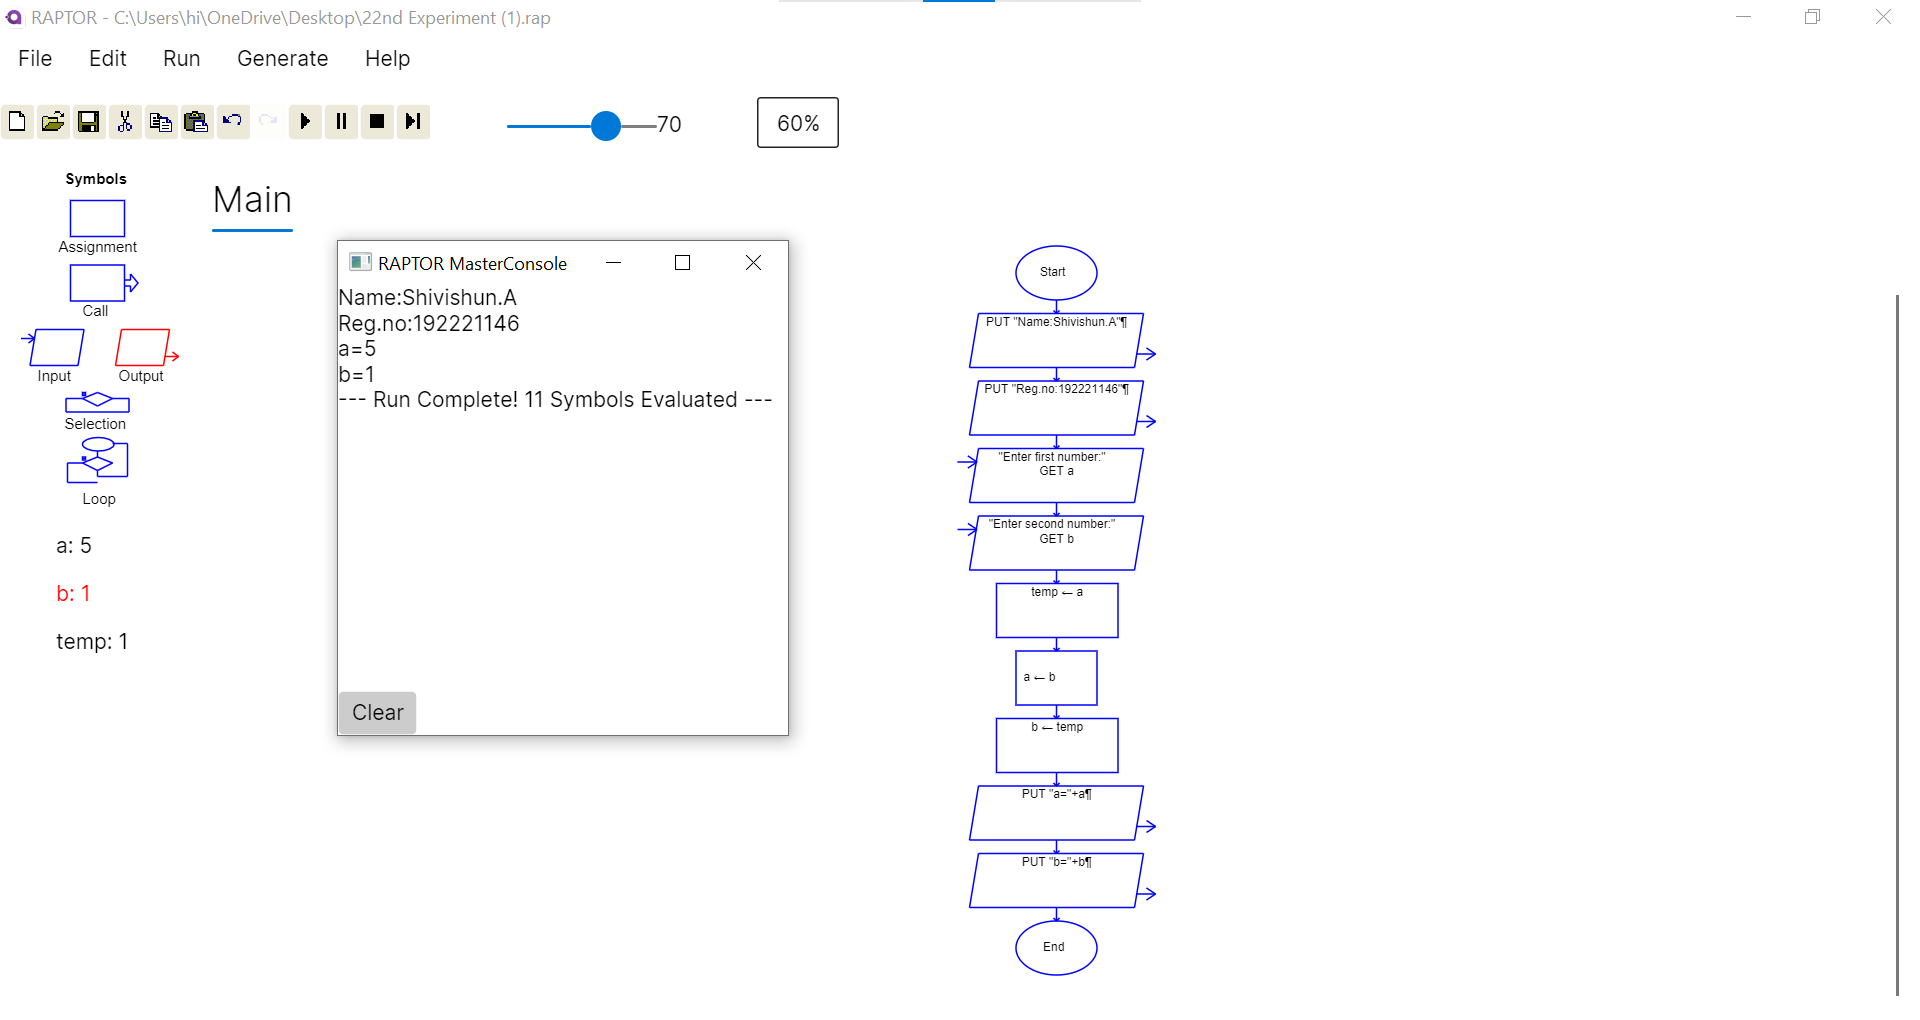 RAPTOR - C:\Users\hi\OneDrive\Desktop\22nd Experiment (1).rap
File Edit Run Generate Help
70
60%
Symbols
Assignment
Call
Input Output
Selection
Loop
a: 5
b: 1
temp: 1
Main
RAPTOR MasterConsole
Name:Shivishun.A
Reg.no:192221146
a=5
b=1
--- Run Complete! 11 Symbols Evaluated ---
Clear
Start
PUT "Name:Shivishun.A"¶
PUT "Reg.no:192221146"¶
"Enter first number:"
GET a
"Enter second number:"
GET b
temp ← a
a ← b
b ← temp
PUT "a="+a¶
PUT "b="+b¶
End